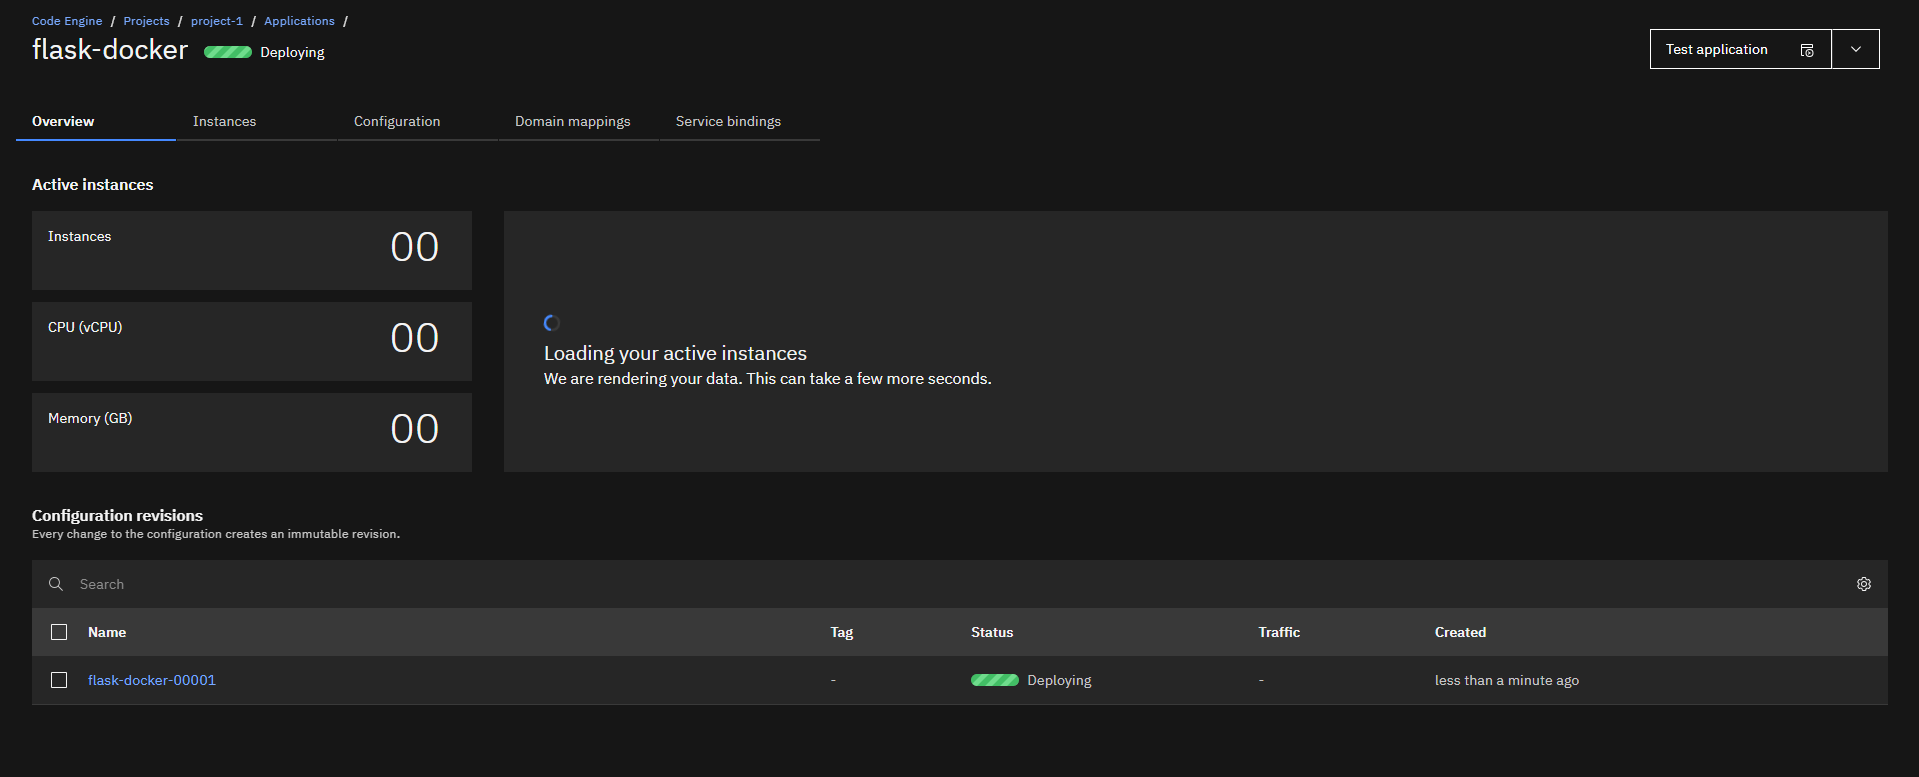 Code Engine / Projects / project-1 / Applications /
flask-docker Deploying
Test application
Overview Instances Configuration Domain mappings Service bindings
Active instances
Instances 00
CPU (vCPU) 00
Memory (GB) 00
Loading your active instances
We are rendering your data. This can take a few more seconds.
Configuration revisions
Every change to the configuration creates an immutable revision.
Search
Name Tag Status Traffic Created
flask-docker-00001 - Deploying - less than a minute ago